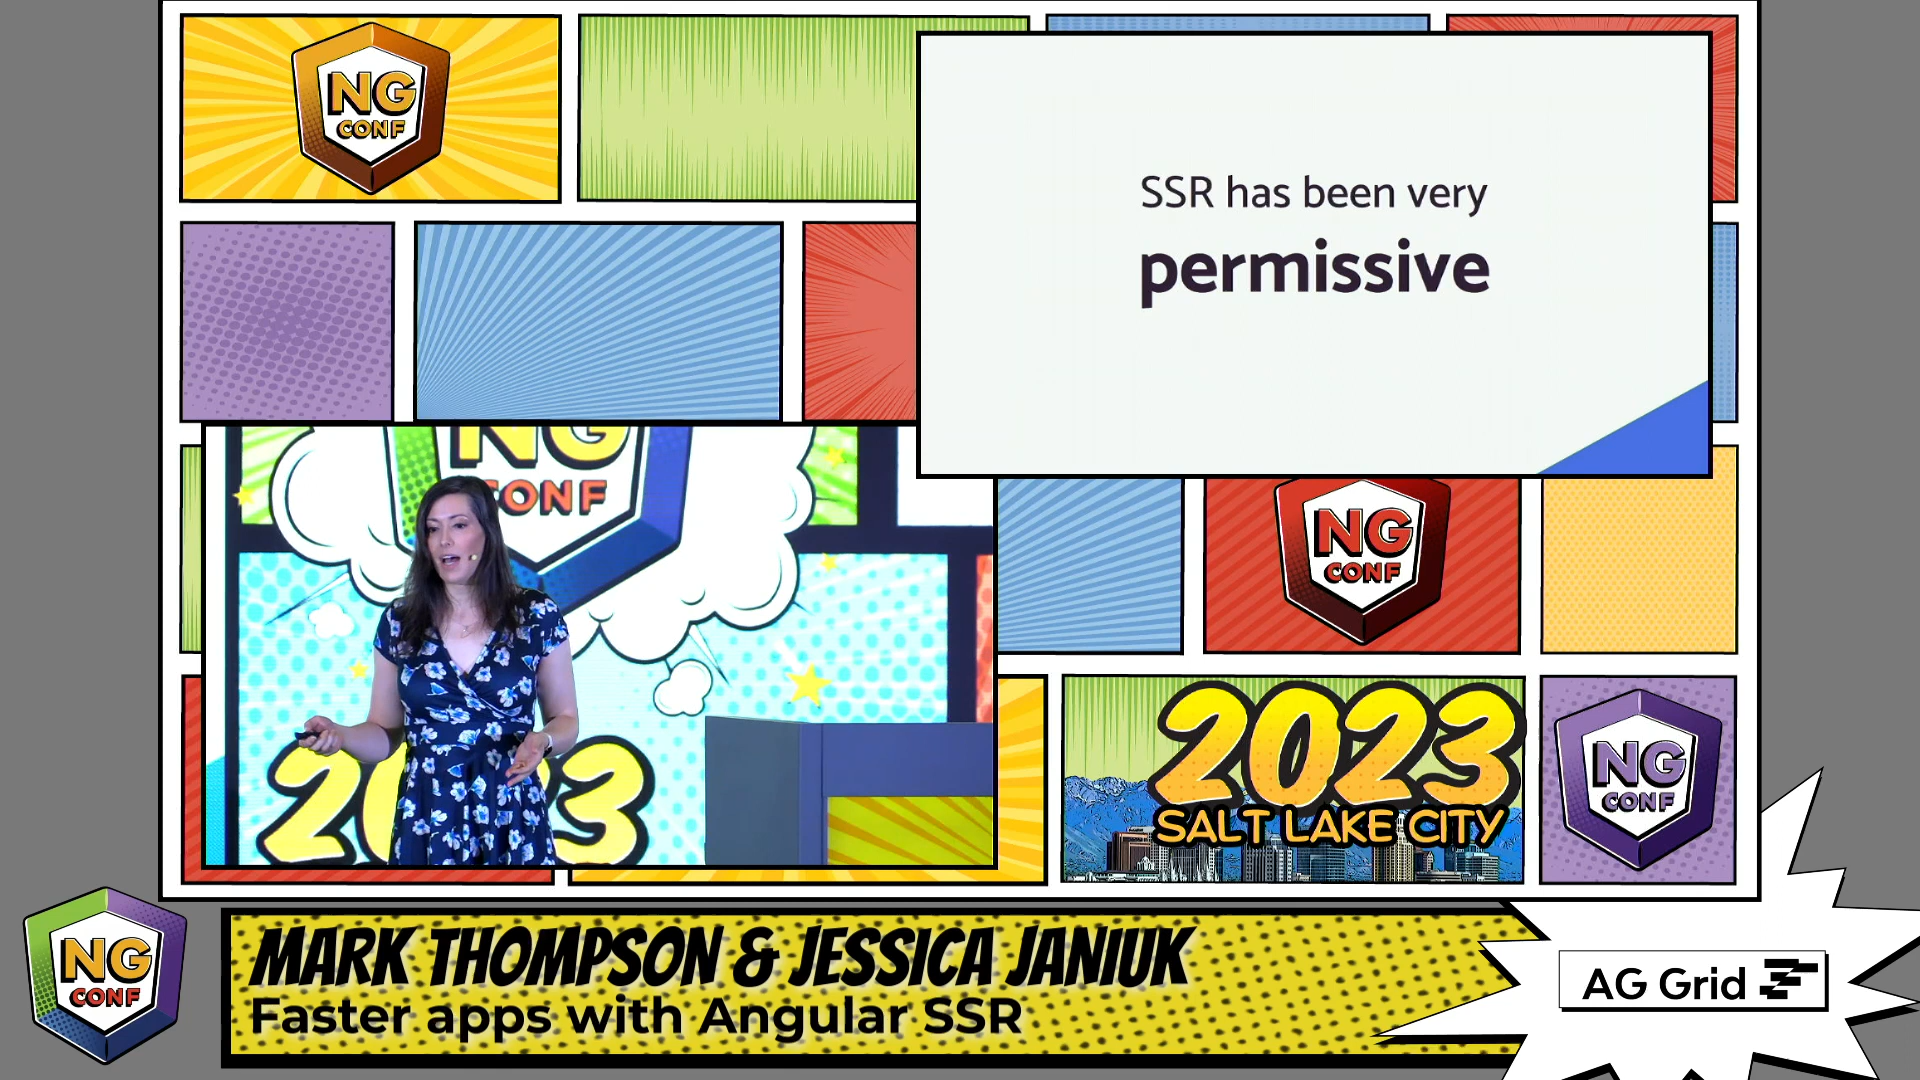 NG
CONF
SSR has been very
permissive
NG
CONF
NG
CONF
2023
SALT LAKE CITY
NG
CONF
2023
NG
CONF
MARK THOMPSON & JESSICA JANIUK
Faster apps with Angular SSR
AG Grid